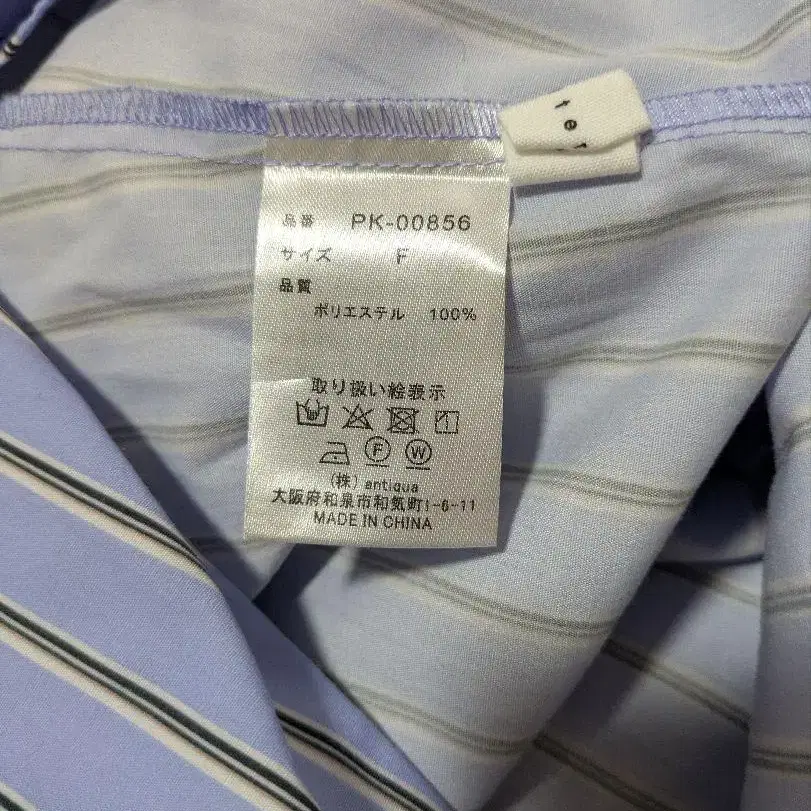 te
品番 PK-00856
サイズ F
品質
ポリエステル 100%
取り扱い絵表示
F W
(株) antiqua
大阪府和泉市和気町1-6-11
MADE IN CHINA